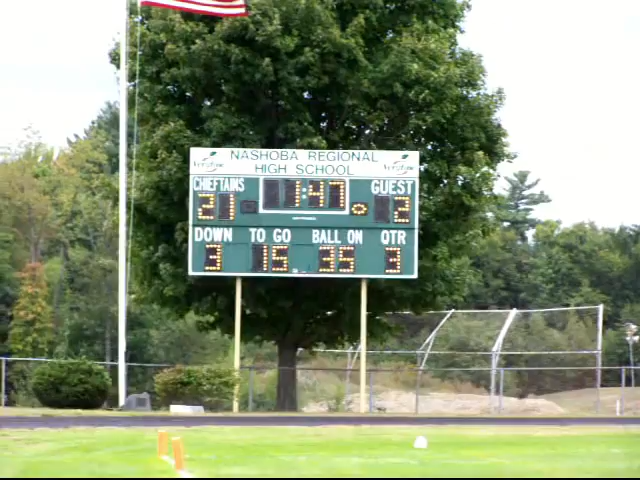 NASHOBA REGIONAL
HIGH SCHOOL
CHIEFTAINS 1:47 GUEST
21 2
DOWN TO GO BALL ON QTR
3 15 35 3